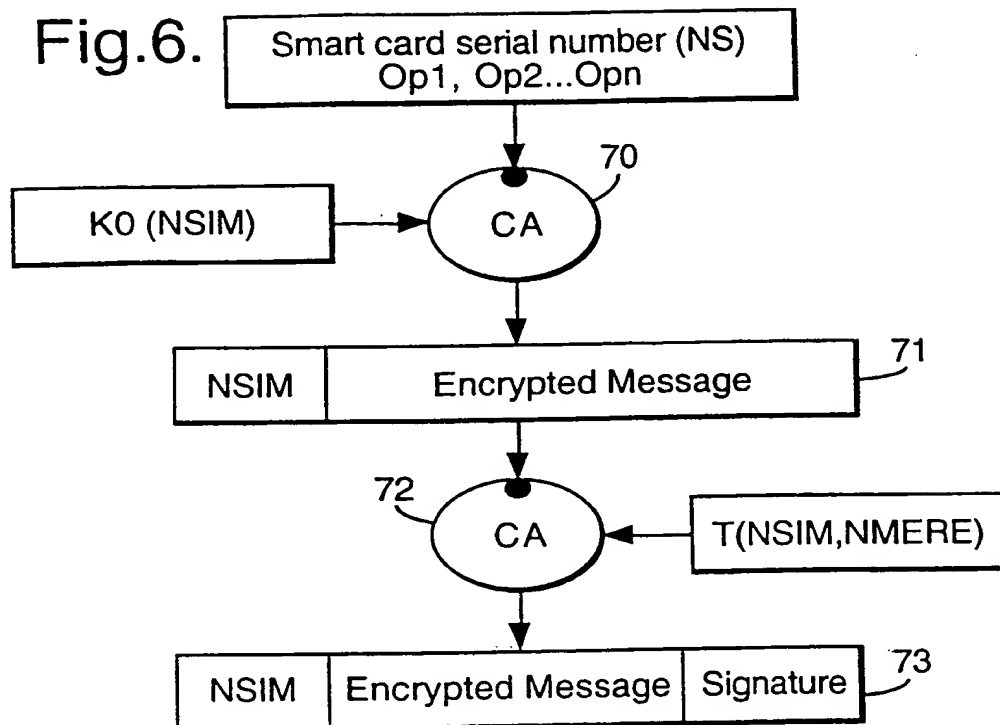 Fig.6.
Smart card serial number (NS)
Op1, Op2...Opn
70
K0 (NSIM)
CA
NSIM
Encrypted Message
71
72
CA
T(NSIM,NMERE)
NSIM
Encrypted Message
Signature
73